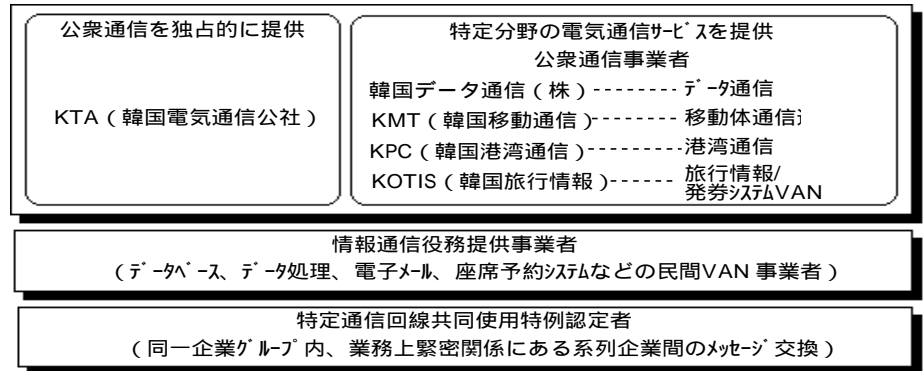 公衆通信を独占的に提供
KTA(韓国電気通信公社)
特定分野の電気通信ｻｰﾋﾞｽを提供
公衆通信事業者
韓国データ通信(株)--------ﾃﾞｰﾀ通信
KMT(韓国移動通信)--------移動体通信
KPC(韓国港湾通信)---------港湾通信
KOTIS(韓国旅行情報)------旅行情報/
発券ｼｽﾃﾑVAN
情報通信役務提供事業者
(ﾃﾞｰﾀﾍﾞｰｽ、ﾃﾞｰﾀ処理、電子ﾒｰﾙ、座席予約ｼｽﾃﾑなどの民間VAN 事業者)
特定通信回線共同使用特例認定者
(同一企業ｸﾞﾙｰﾌﾟ内、業務上緊密関係にある系列企業間のﾒｯｾｰｼﾞ交換)